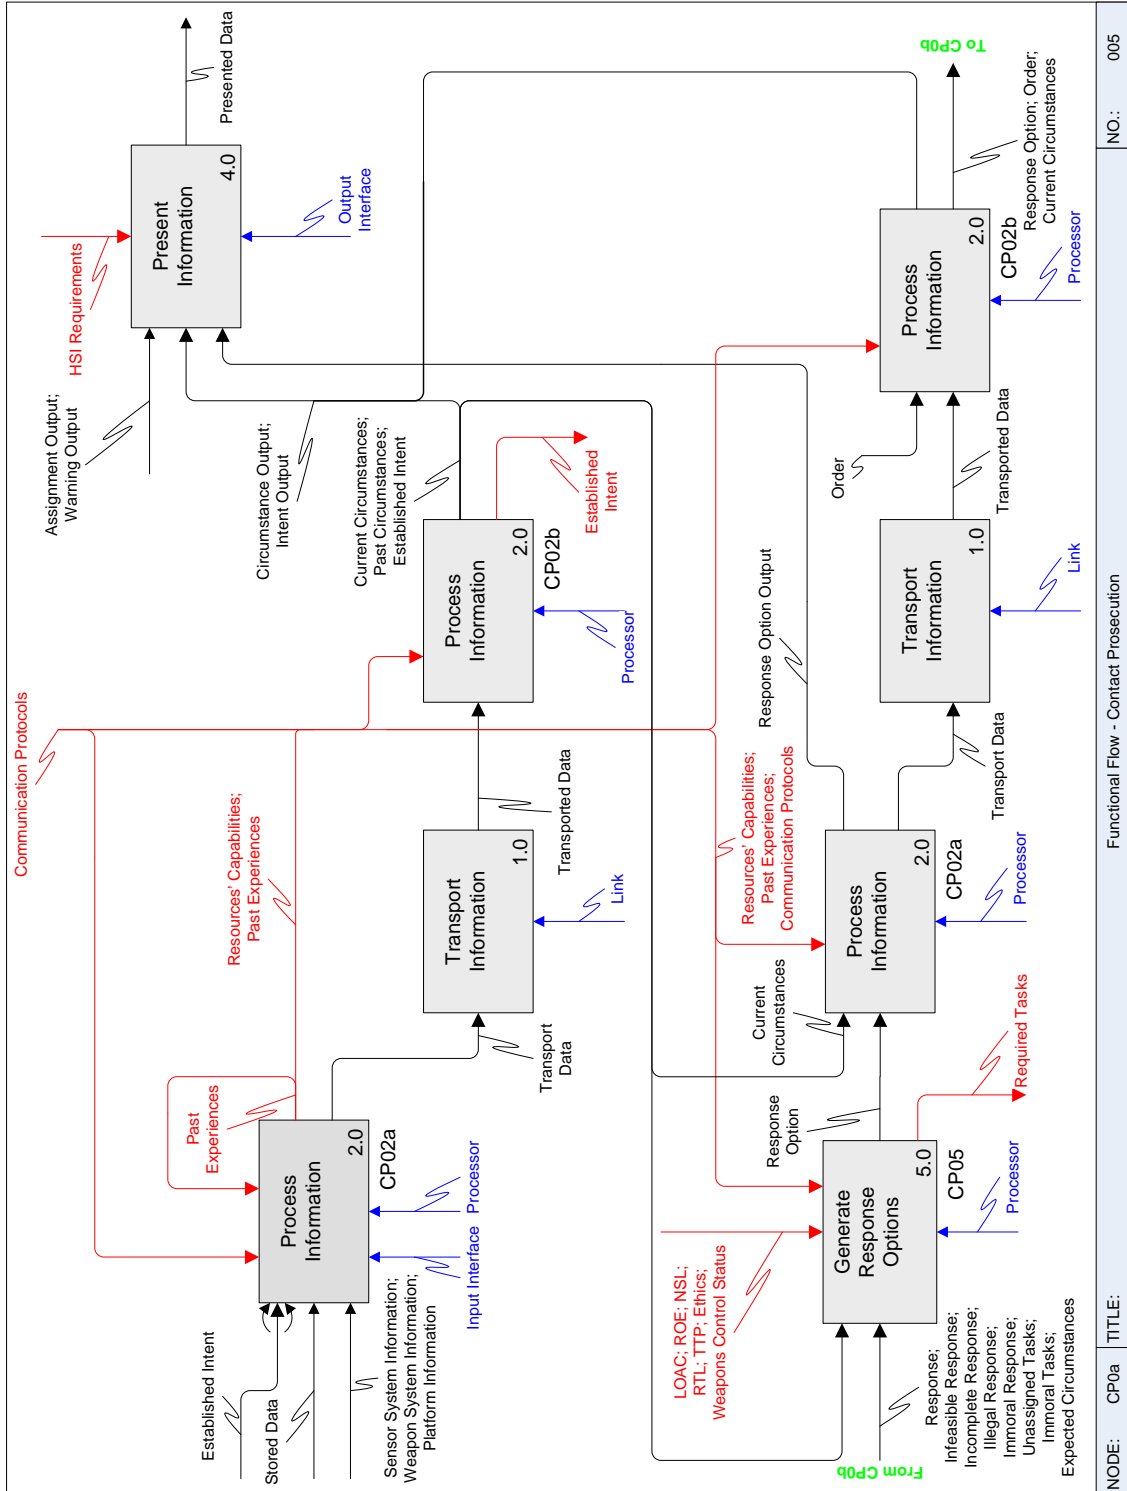 Communication Protocols
HSI Requirements
Assignment Output;
Warning Output
Present
Information
4.0
Presented Data
Output
Interface
Established Intent
Stored Data
Sensor System Information;
Weapon System Information;
Platform Information
Past
Experiences
Process
Information
2.0
CP02a
Input Interface
Processor
Resources' Capabilities;
Past Experiences
Circumstance Output;
Intent Output
Transport
Data
Transport
Information
1.0
Link
Transported Data
Current Circumstances;
Past Circumstances;
Established Intent
Process
Information
2.0
CP02b
Processor
Established
Intent
LOAC; ROE; NSL;
RTL; TTP; Ethics;
Weapons Control Status
From CP0b
Response;
Infeasible Response;
Incomplete Response;
Illegal Response;
Immoral Response;
Unassigned Tasks;
Immoral Tasks;
Expected Circumstances
Generate
Response
Options
5.0
CP05
Processor
Response
Option
Required Tasks
Current
Circumstances
Resources' Capabilities;
Past Experiences;
Communication Protocols
Process
Information
2.0
CP02a
Processor
Response Option Output
Transport Data
Transport
Information
1.0
Link
Order
Transported Data
Process
Information
2.0
CP02b
Processor
To CP0b
Response Option; Order;
Current Circumstances
NODE: CP0a TITLE: Functional Flow - Contact Prosecution NO.: 005